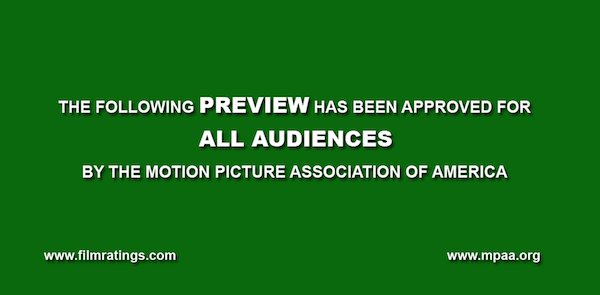 THE FOLLOWING PREVIEW HAS BEEN APPROVED FOR
ALL AUDIENCES
BY THE MOTION PICTURE ASSOCIATION OF AMERICA
www.filmratings.com
www.mpaa.org